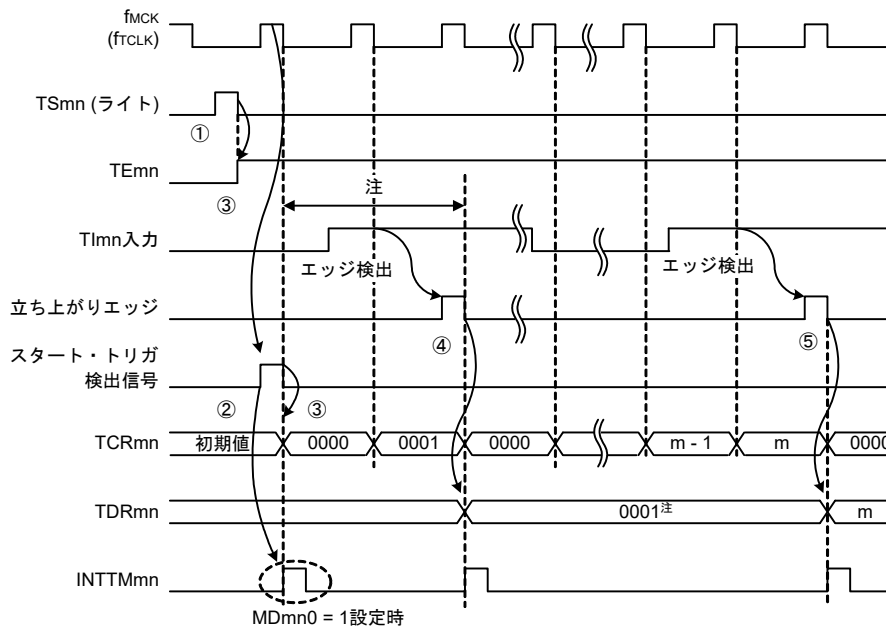 fMCK
(fTCLK)
TSmn (ライト)
①
TEmn
③
注
TImn入力
エッジ検出
エッジ検出
立ち上がりエッジ
④
⑤
スタート・トリガ
検出信号
②
③
TCRmn
初期値
0000
0001
0000
m - 1
m
0000
TDRmn
0001注
m
INTTMmn
MDmn0 = 1設定時